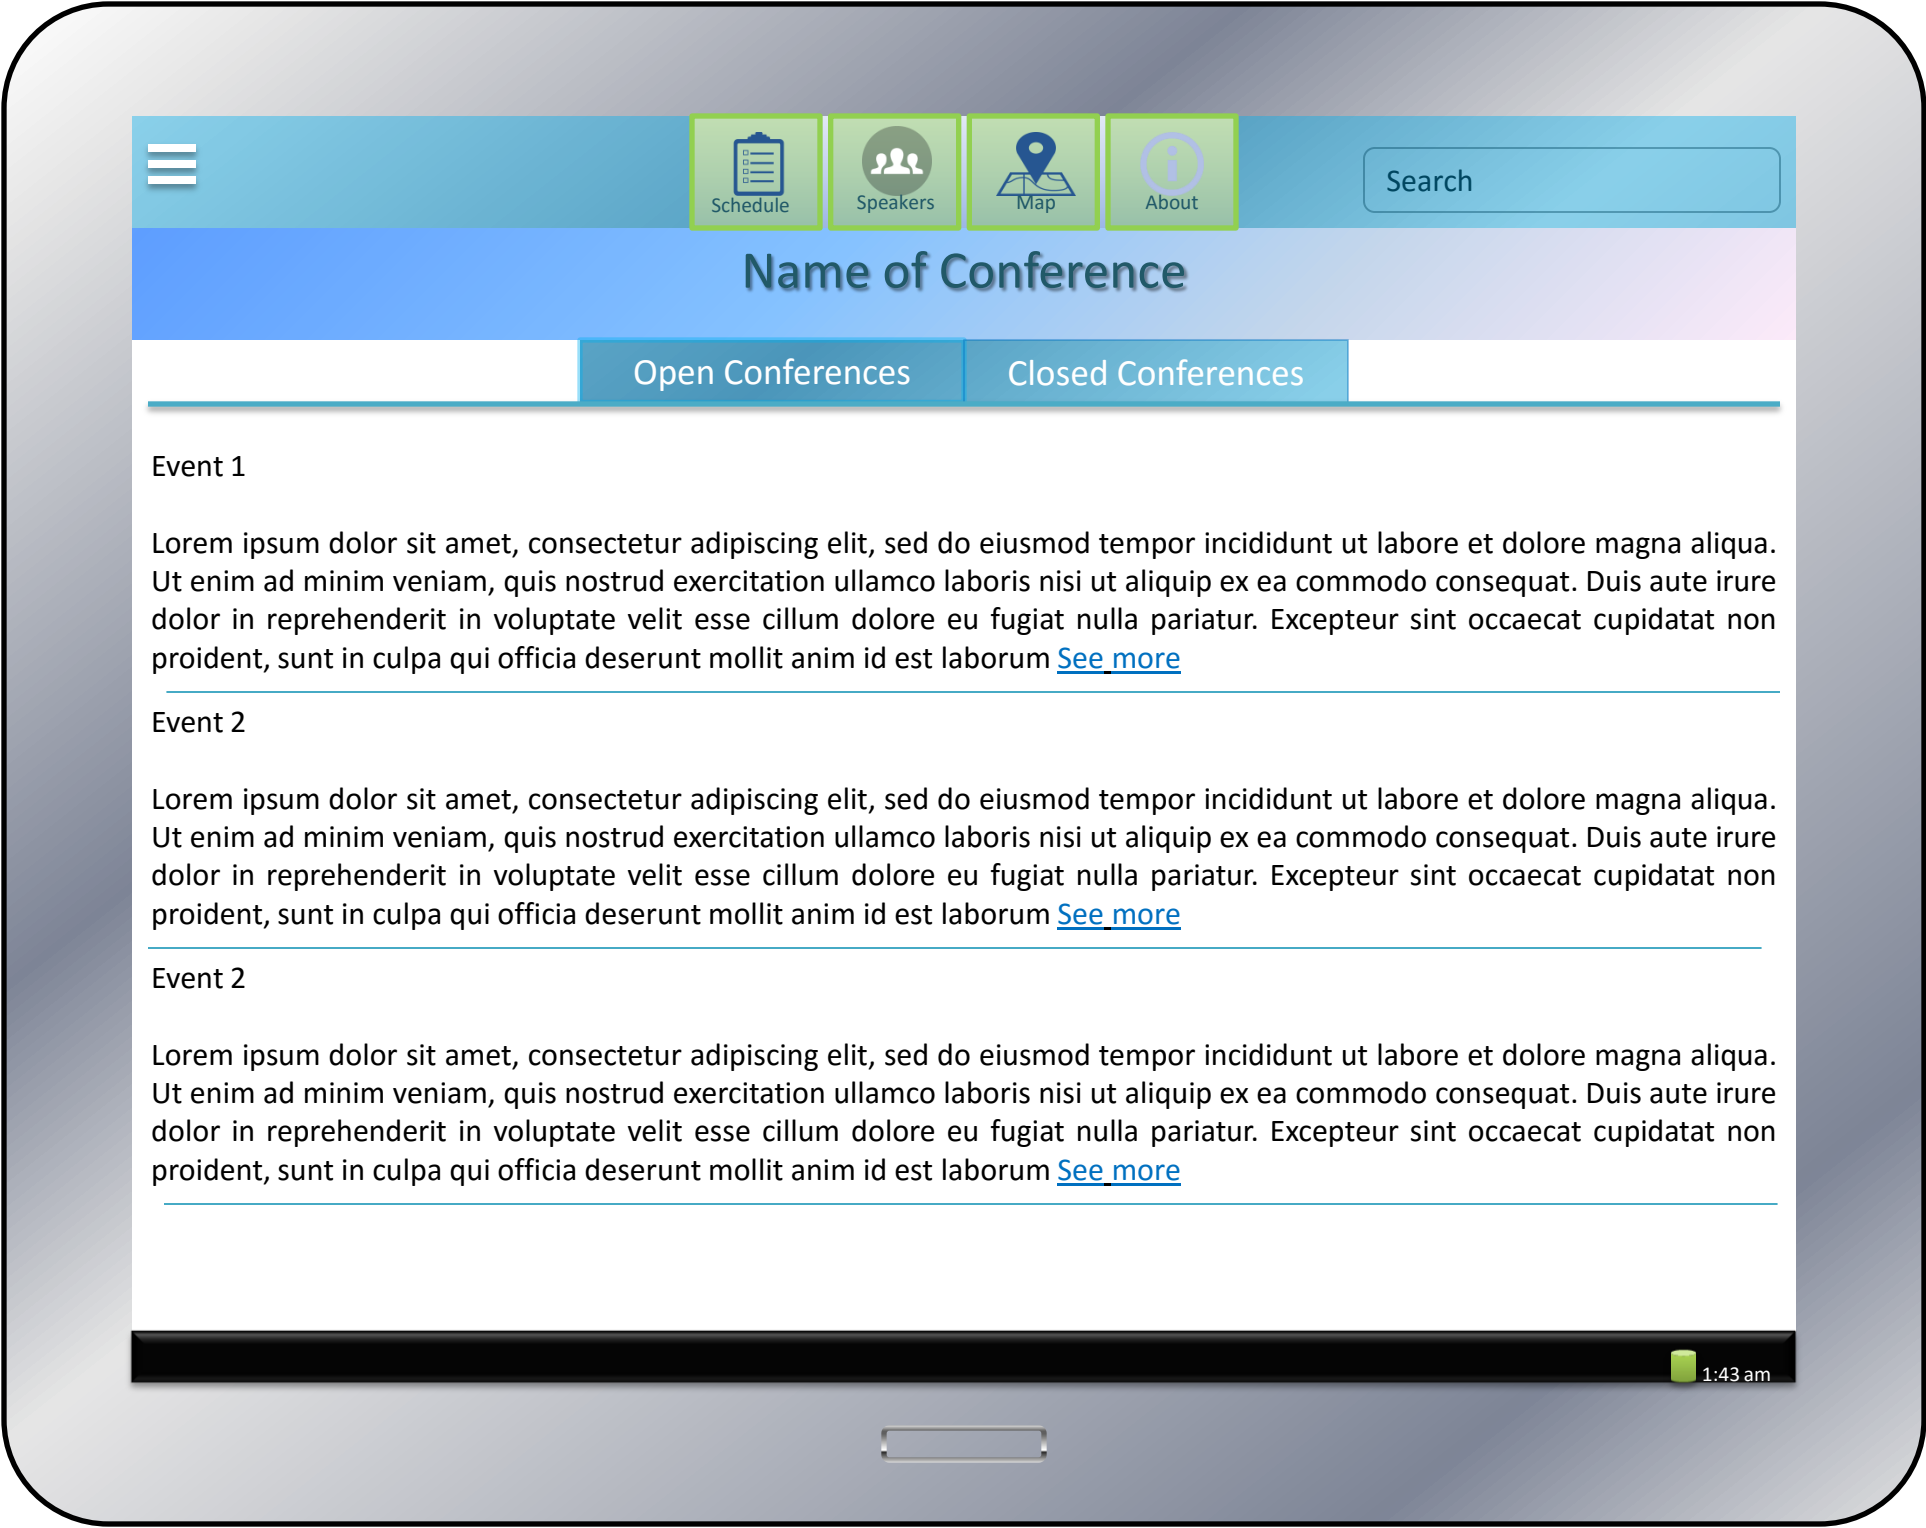 Schedule Speakers Map About
Search
Name of Conference
Open Conferences Closed Conferences
Event 1
Lorem ipsum dolor sit amet, consectetur adipiscing elit, sed do eiusmod tempor incididunt ut labore et dolore magna aliqua.
Ut enim ad minim veniam, quis nostrud exercitation ullamco laboris nisi ut aliquip ex ea commodo consequat. Duis aute irure
dolor in reprehenderit in voluptate velit esse cillum dolore eu fugiat nulla pariatur. Excepteur sint occaecat cupidatat non
proident, sunt in culpa qui officia deserunt mollit anim id est laborum See more
Event 2
Lorem ipsum dolor sit amet, consectetur adipiscing elit, sed do eiusmod tempor incididunt ut labore et dolore magna aliqua.
Ut enim ad minim veniam, quis nostrud exercitation ullamco laboris nisi ut aliquip ex ea commodo consequat. Duis aute irure
dolor in reprehenderit in voluptate velit esse cillum dolore eu fugiat nulla pariatur. Excepteur sint occaecat cupidatat non
proident, sunt in culpa qui officia deserunt mollit anim id est laborum See more
Event 2
Lorem ipsum dolor sit amet, consectetur adipiscing elit, sed do eiusmod tempor incididunt ut labore et dolore magna aliqua.
Ut enim ad minim veniam, quis nostrud exercitation ullamco laboris nisi ut aliquip ex ea commodo consequat. Duis aute irure
dolor in reprehenderit in voluptate velit esse cillum dolore eu fugiat nulla pariatur. Excepteur sint occaecat cupidatat non
proident, sunt in culpa qui officia deserunt mollit anim id est laborum See more
1:43 am